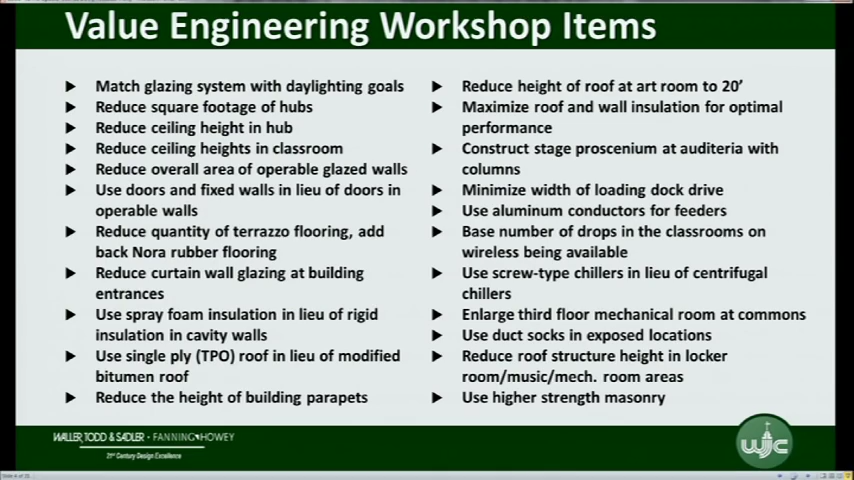 Value Engineering Workshop Items
Match glazing system with daylighting goals
Reduce square footage of hubs
Reduce ceiling height in hub
Reduce ceiling heights in classroom
Reduce overall area of operable glazed walls
Use doors and fixed walls in lieu of doors in
operable walls
Reduce quantity of terrazzo flooring, add
back Nora rubber flooring
Reduce curtain wall glazing at building
entrances
Use spray foam insulation in lieu of rigid
insulation in cavity walls
Use single ply (TPO) roof in lieu of modified
bitumen roof
Reduce the height of building parapets
Reduce height of roof at art room to 20’
Maximize roof and wall insulation for optimal
performance
Construct stage proscenium at auditeria with
columns
Minimize width of loading dock drive
Use aluminum conductors for feeders
Base number of drops in the classrooms on
wireless being available
Use screw-type chillers in lieu of centrifugal
chillers
Enlarge third floor mechanical room at commons
Use duct socks in exposed locations
Reduce roof structure height in locker
room/music/mech. room areas
Use higher strength masonry
WALLER, TODD & SADLER • FANNING HOWEY
21st Century Design Excellence
wjc